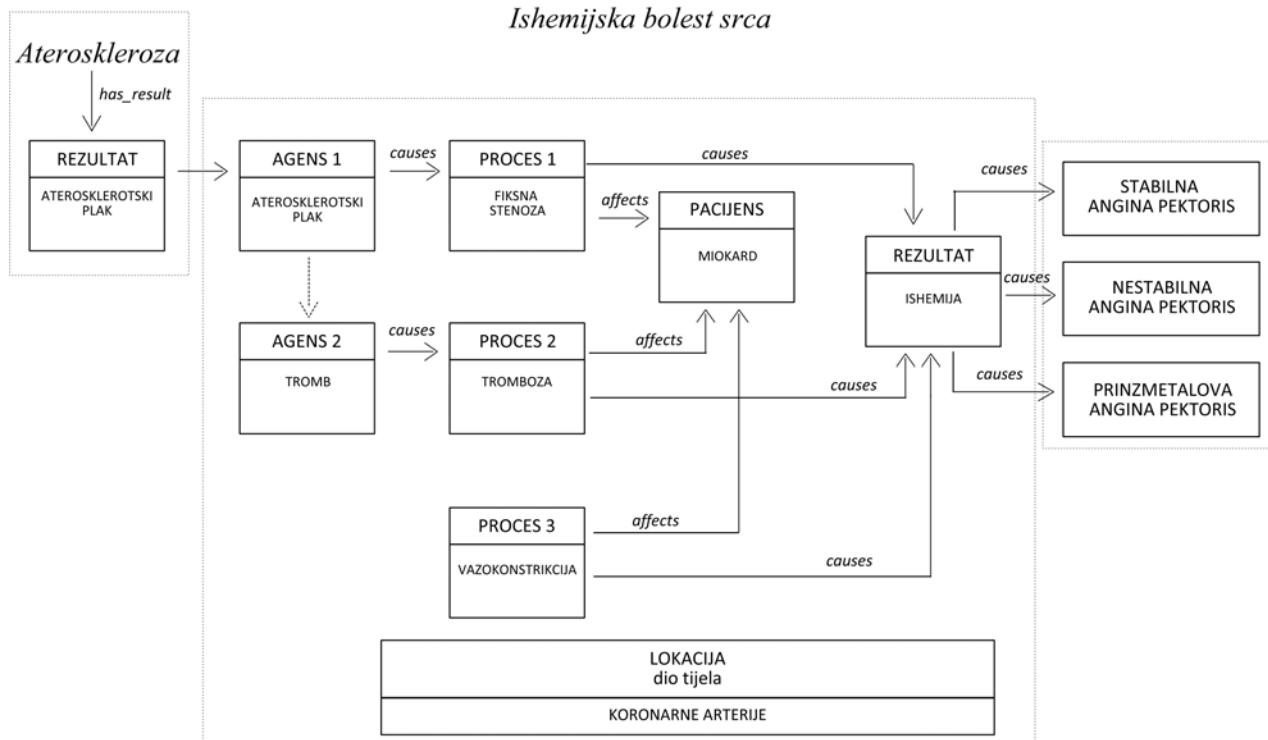 Ishemijska bolest srca
Ateroskleroza
has_result
REZULTAT
ATEROSKLEROTSKI
PLAK
AGENS 1
ATEROSKLEROTSKI
PLAK
causes
PROCES 1
FIKSNA
STENOZA
causes
affects
PACIJENS
MIOKARD
REZULTAT
ISHEMIJA
causes
STABILNA
ANGINA PEKTORIS
causes
NESTABILNA
ANGINA PEKTORIS
causes
PRINZMETALOVA
ANGINA PEKTORIS
AGENS 2
TROMB
causes
PROCES 2
TROMBOZA
affects
causes
PROCES 3
VAZOKONSTRIKCIJA
affects
causes
LOKACIJA
dio tijela
KORONARNE ARTERIJE